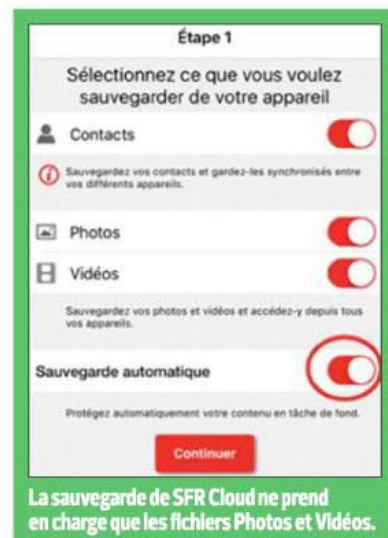 Étape 1
Sélectionnez ce que vous voulez
sauvegarder de votre appareil
Contacts
Sauvegardez vos contacts et gardez-les synchronisés entre
vos différents appareils.
Photos
Vidéos
Sauvegardez vos photos et vidéos et accédez-y depuis tous
vos appareils.
Sauvegarde automatique
Protégez automatiquement votre contenu en tâche de fond.
Continuer
La sauvegarde de SFR Cloud ne prend
en charge que les fichiers Photos et Vidéos.